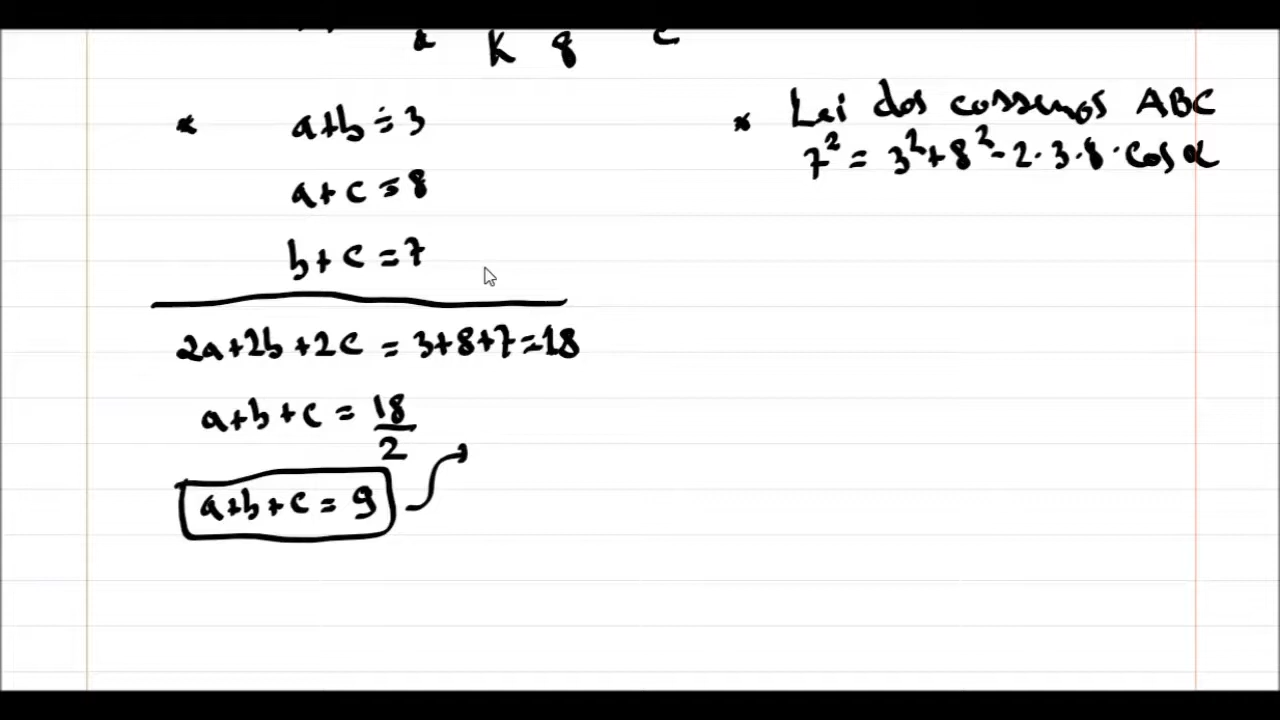 K 8 c
* a+b = 3
a+c = 8
b+c = 7
2a+2b+2c = 3+8+7=18
a+b+c = 18/2
a+b+c = 9
* Lei dos cossenos ABC
7² = 3²+8²-2·3·8·cos α